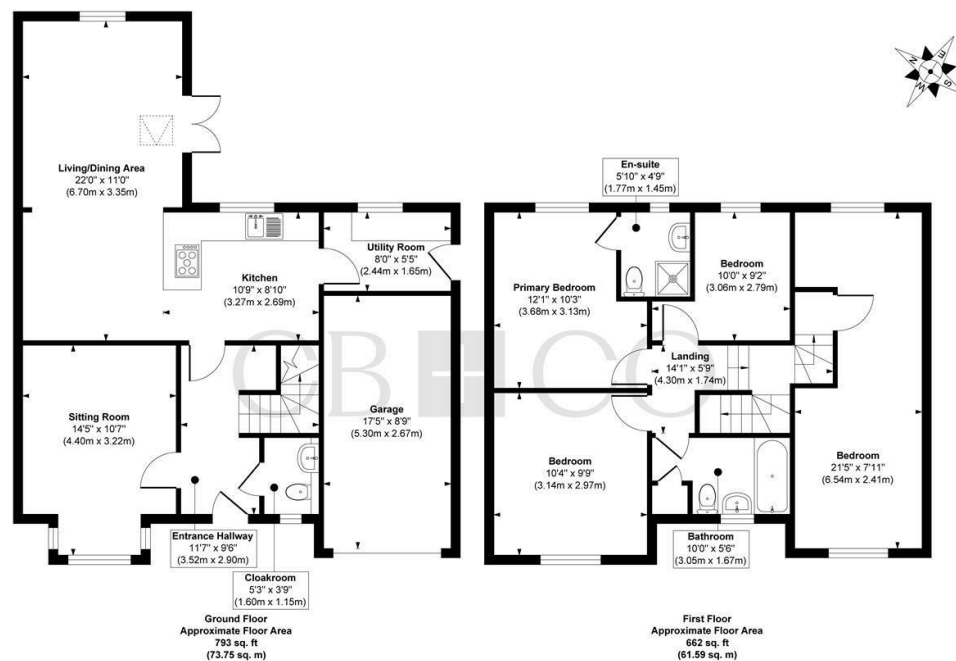 Living/Dining Area
22'0" x 11'0"
(6.70m x 3.35m)
Kitchen
10'9" x 8'10"
(3.27m x 2.69m)
Utility Room
8'0" x 5'5"
(2.44m x 1.65m)
Sitting Room
14'5" x 10'7"
(4.40m x 3.22m)
Garage
17'5" x 8'9"
(5.30m x 2.67m)
Entrance Hallway
11'7" x 9'6"
(3.52m x 2.90m)
Cloakroom
5'3" x 3'9"
(1.60m x 1.15m)
Ground Floor
Approximate Floor Area
793 sq. ft
(73.75 sq. m)
N
E
S
W
En-suite
5'10" x 4'9"
(1.77m x 1.45m)
Primary Bedroom
12'1" x 10'3"
(3.68m x 3.13m)
Bedroom
10'0" x 9'2"
(3.06m x 2.79m)
Landing
14'1" x 5'9"
(4.30m x 1.74m)
Bedroom
10'4" x 9'9"
(3.14m x 2.97m)
Bedroom
21'5" x 7'11"
(6.54m x 2.41m)
Bathroom
10'0" x 5'6"
(3.05m x 1.67m)
First Floor
Approximate Floor Area
662 sq. ft
(61.59 sq. m)
CB+CO